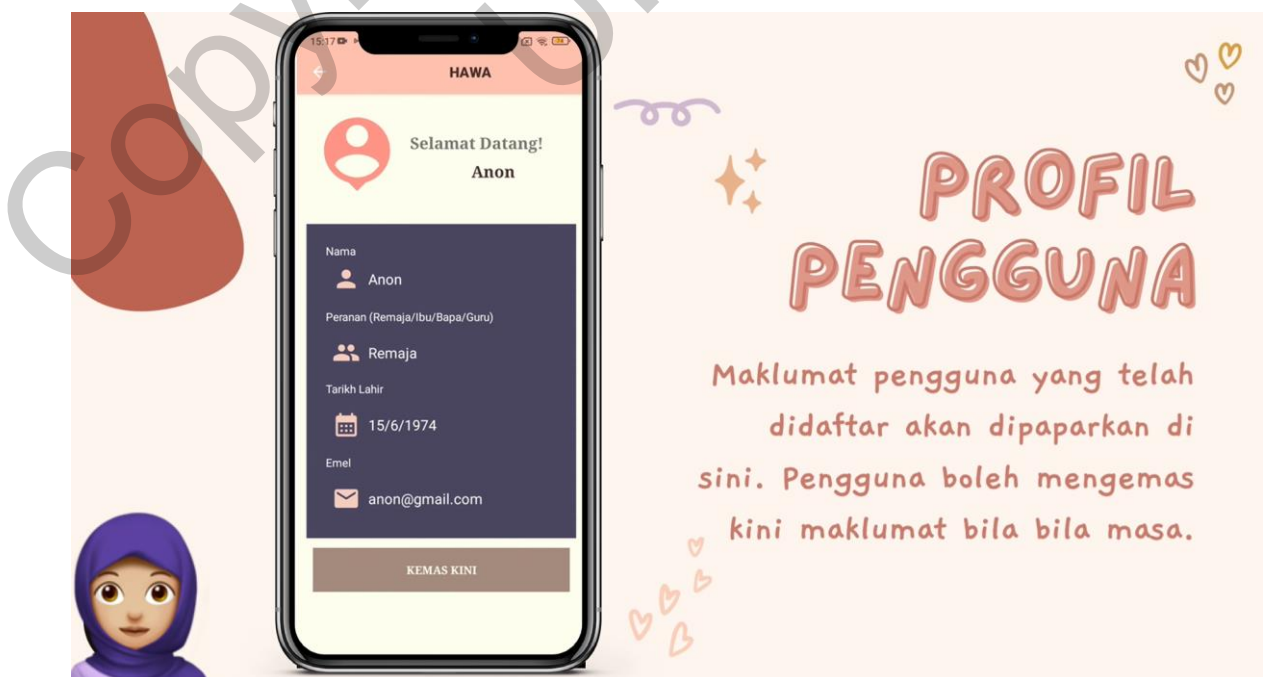 15:17
HAWA
Selamat Datang!
Anon
Nama
Anon
Peranan (Remaja/Ibu/Bapa/Guru)
Remaja
Tarikh Lahir
15/6/1974
Emel
anon@gmail.com
KEMAS KINI
PROFIL
PENGGUNA
Maklumat pengguna yang telah
didaftar akan dipaparkan di
sini. Pengguna boleh mengemas
kini maklumat bila bila masa.